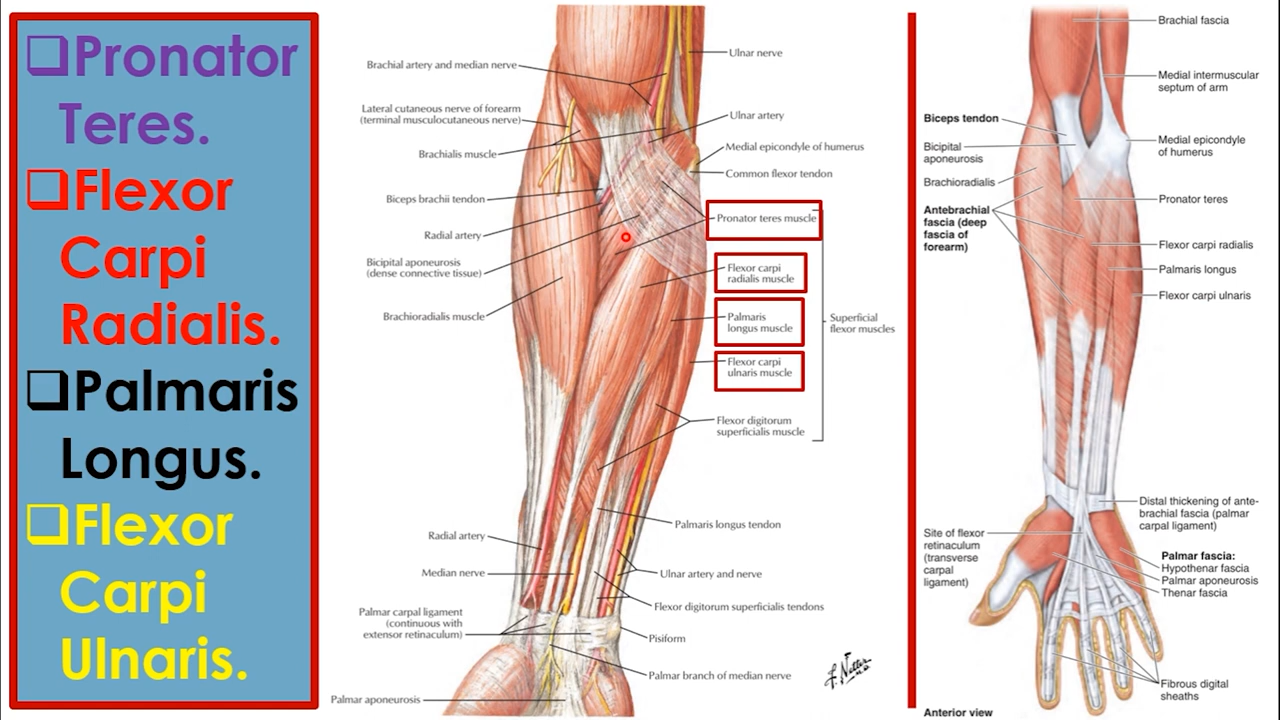 ❑Pronator
Teres.
❑Flexor
Carpi
Radialis.
❑Palmaris
Longus.
❑Flexor
Carpi
Ulnaris.
Brachial artery and median nerve
Lateral cutaneous nerve of forearm
(terminal musculocutaneous nerve)
Brachialis muscle
Biceps brachii tendon
Radial artery
Bicipital aponeurosis
(dense connective tissue)
Brachioradialis muscle
Radial artery
Median nerve
Palmar carpal ligament
(continuous with
extensor retinaculum)
Palmar aponeurosis
Ulnar nerve
Ulnar artery
Medial epicondyle of humerus
Common flexor tendon
Pronator teres muscle
Flexor carpi
radialis muscle
Palmaris
longus muscle
Flexor carpi
ulnaris muscle
Superficial
flexor muscles
Flexor digitorum
superficialis muscle
Palmaris longus tendon
Ulnar artery and nerve
Flexor digitorum superficialis tendons
Pisiform
Palmar branch of median nerve
F. Netter
Biceps tendon
Bicipital
aponeurosis
Brachioradialis
Antebrachial
fascia (deep
fascia of
forearm)
Site of flexor
retinaculum
(transverse
carpal
ligament)
Anterior view
Brachial fascia
Medial intermuscular
septum of arm
Medial epicondyle
of humerus
Pronator teres
Flexor carpi radialis
Palmaris longus
Flexor carpi ulnaris
Distal thickening of ante-
brachial fascia (palmar
carpal ligament)
Palmar fascia:
Hypothenar fascia
Palmar aponeurosis
Thenar fascia
Fibrous digital
sheaths